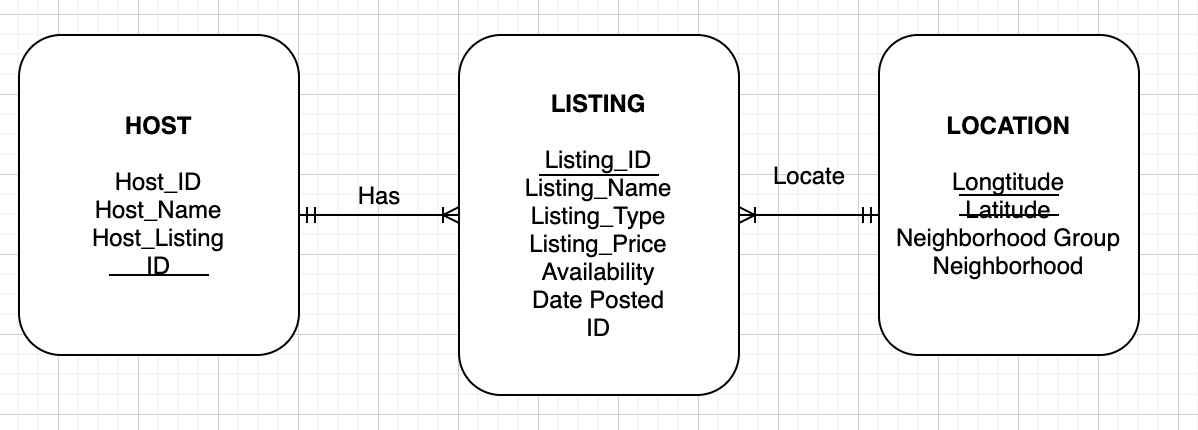 HOST
Host_ID
Host_Name
Host_Listing
ID
Has
LISTING
Listing_ID
Listing_Name
Listing_Type
Listing_Price
Availability
Date Posted
ID
Locate
LOCATION
Longtitude
Latitude
Neighborhood Group
Neighborhood